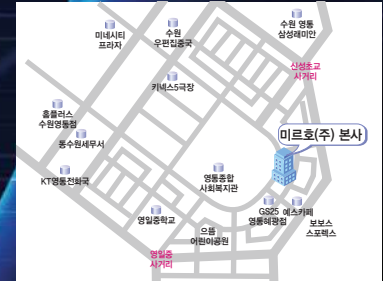 미네시티
프라자
수원
우편집중국
수원 영통
삼성래미안
신성초교
사거리
키넥스5극장
홈플러스
수원영통점
동수원세무서
미르호(주) 본사
KT영통전화국
영통종합
사회복지관
영일중학교
으뜸
어린이공원
GS25
영통해광점
예스카페
보보스
스포렉스
영일중
사거리